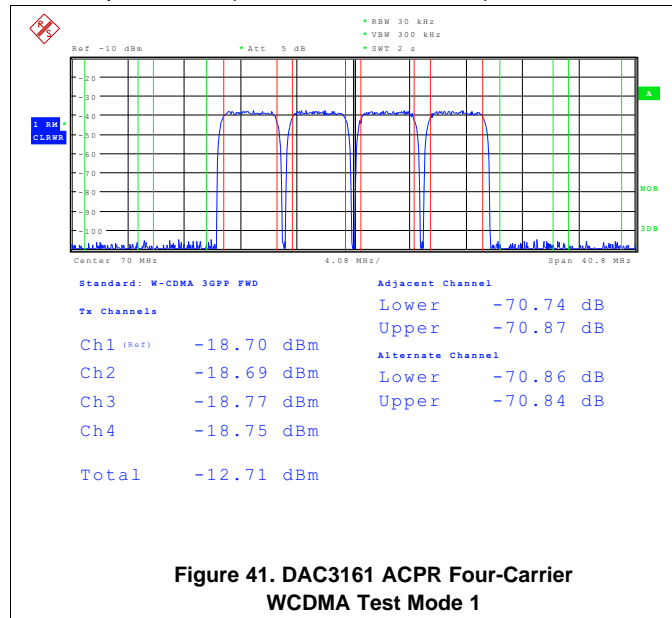 R S
* RBW 30 kHz
* VBW 300 kHz
Ref -10 dBm * Att 5 dB * SWT 2 s
-20
-30
A
-40
1 RM *
CLRWR
-50
-60
-70
-80
NOR
-90
-100
3DB
Center 70 MHz 4.08 MHz/ Span 40.8 MHz
Standard: W-CDMA 3GPP FWD
Tx Channels
Ch1 (Ref) -18.70 dBm
Ch2 -18.69 dBm
Ch3 -18.77 dBm
Ch4 -18.75 dBm
Total -12.71 dBm
Adjacent Channel
Lower -70.74 dB
Upper -70.87 dB
Alternate Channel
Lower -70.86 dB
Upper -70.84 dB
Figure 41. DAC3161 ACPR Four-Carrier
WCDMA Test Mode 1